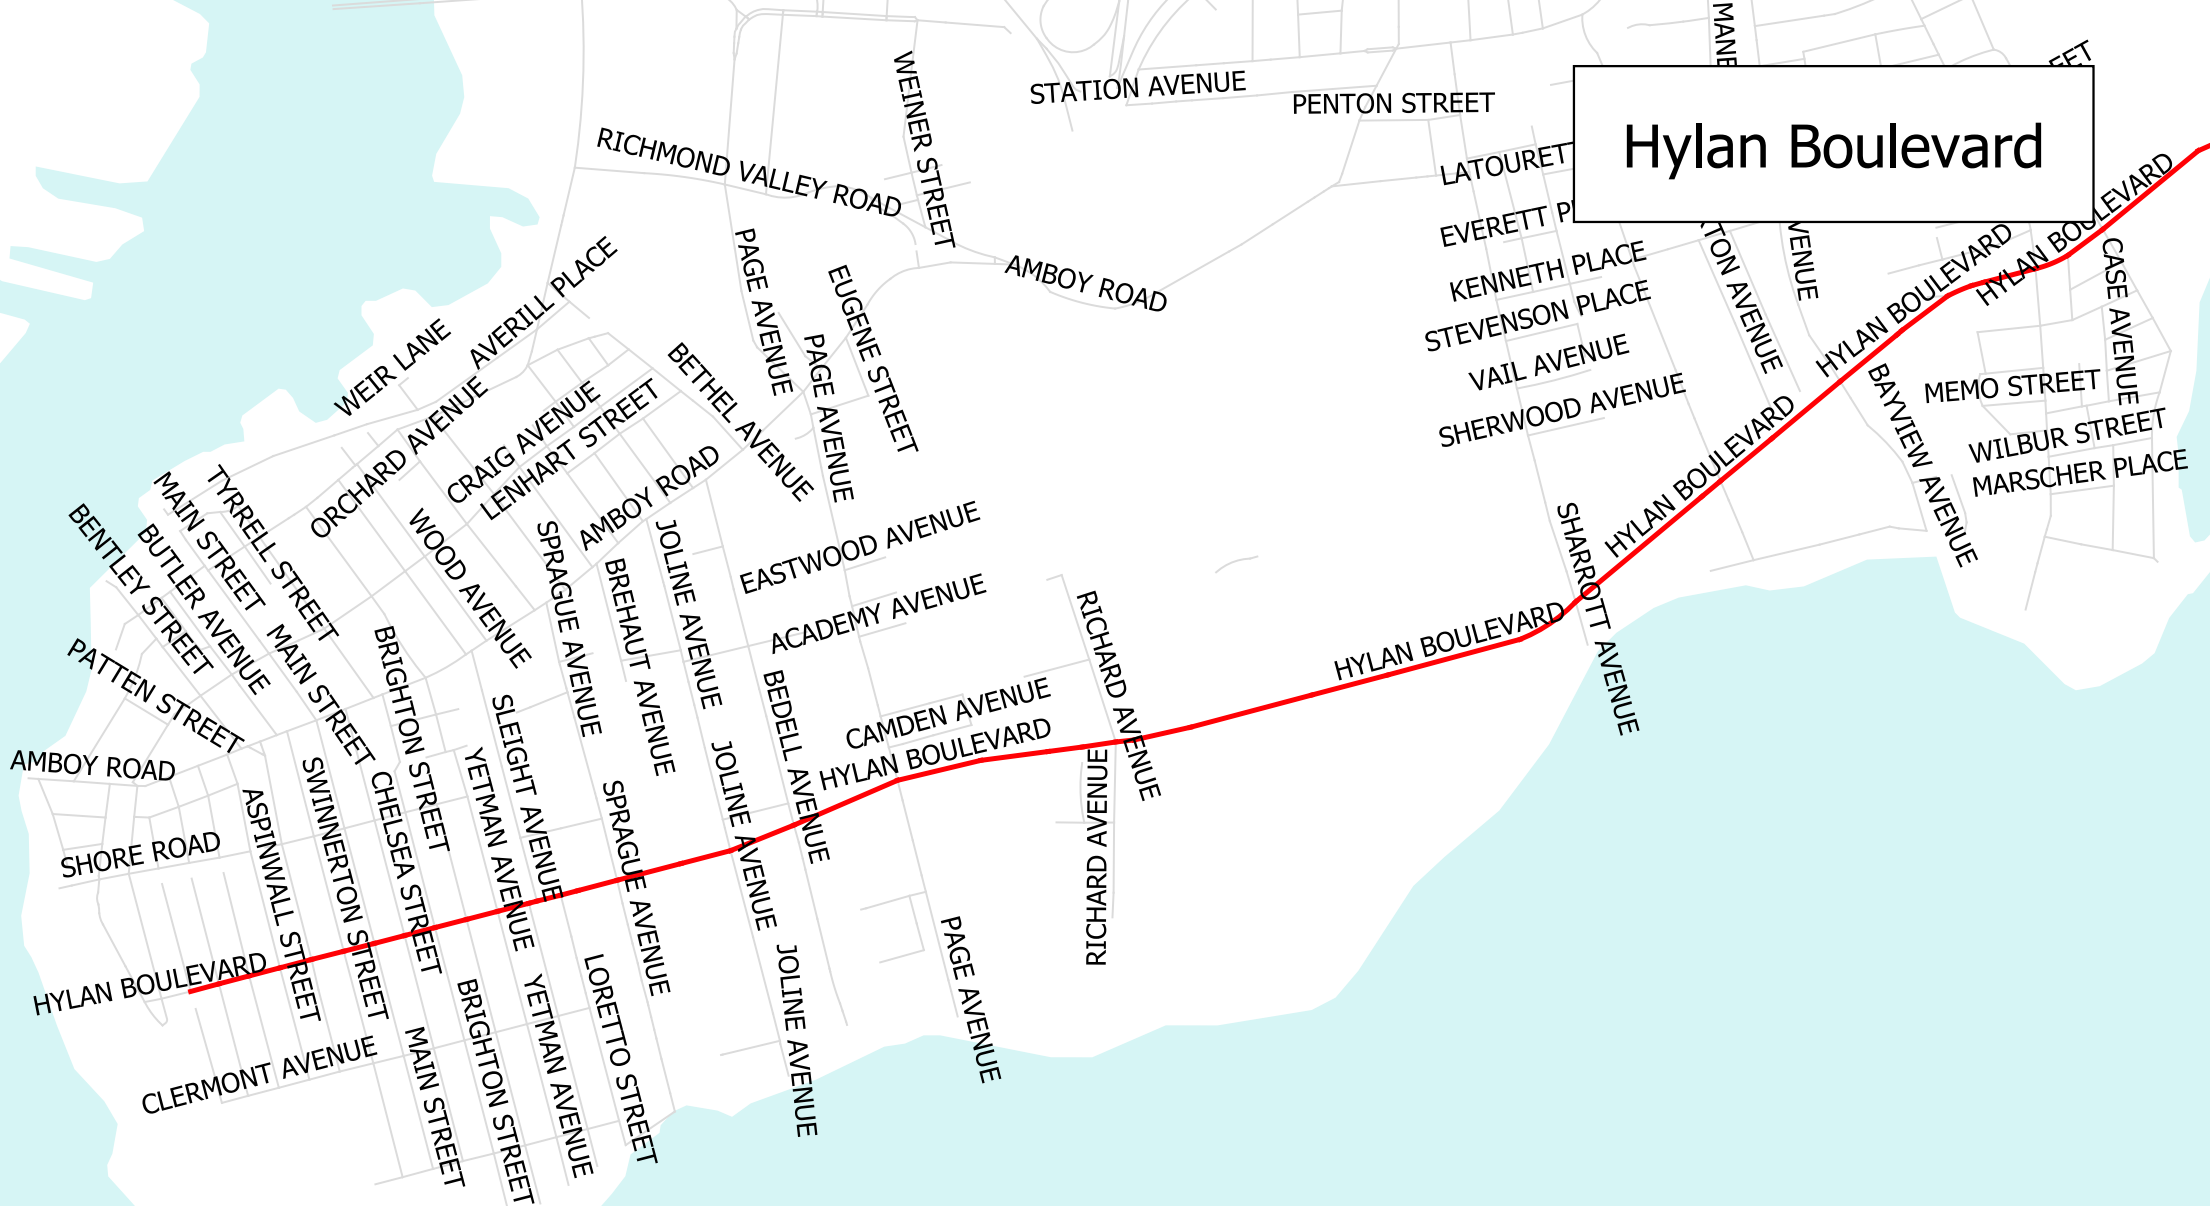 WEINER STREET
STATION AVENUE
PENTON STREET
Hylan Boulevard
RICHMOND VALLEY ROAD
AMBOY ROAD
PAGE AVENUE
EUGENE STREET
PAGE AVENUE
KENNETH PLACE
STEVENSON PLACE
VAIL AVENUE
SHERWOOD AVENUE
EVERETT
HYLAN BOULEVARD
HYLAN BOULEVARD
HYLAN BOULEVARD
HYLAN BOULEVARD
CASE AVENUE
MEMO STREET
WILBUR STREET
MARSCHER PLACE
BAYVIEW AVENUE
AVERILL PLACE
WEIR LANE
ORCHARD AVENUE
CRAIG AVENUE
LENHART STREET
BETHEL AVENUE
AMBOY ROAD
TYRRELL STREET
MAIN STREET
BUTLER AVENUE
BENTLEY STREET
PATTEN STREET
AMBOY ROAD
SHORE ROAD
WOOD AVENUE
SPRAGUE AVENUE
BREHAUT AVENUE
JOLINE AVENUE
EASTWOOD AVENUE
ACADEMY AVENUE
CAMDEN AVENUE
HYLAN BOULEVARD
BEDELL AVENUE
RICHARD AVENUE
RICHARD AVENUE
SHARROTT AVENUE
MAIN STREET
BRIGHTON STREET
SLEIGHT AVENUE
YETMAN AVENUE
CHELSEA STREET
SWINNERTON STREET
ASPINWALL STREET
SPRAGUE AVENUE
JOLINE AVENUE
JOLINE AVENUE
PAGE AVENUE
HYLAN BOULEVARD
CLERMONT AVENUE
MAIN STREET
BRIGHTON STREET
YETMAN AVENUE
LORETTO STREET
AVENUE